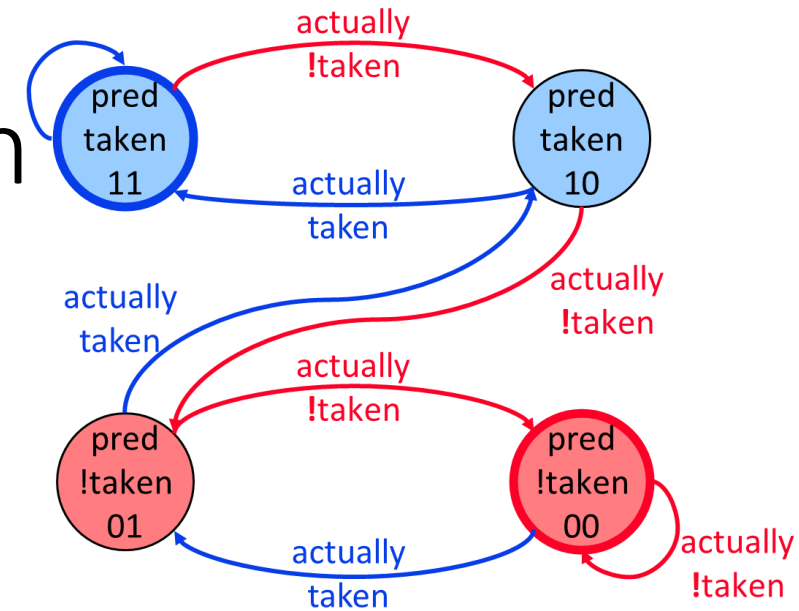 actually
!taken
pred
taken
11
pred
taken
10
n
actually
taken
actually
taken
actually
!taken
actually
!taken
pred
!taken
01
pred
!taken
00
actually
taken
actually
!taken